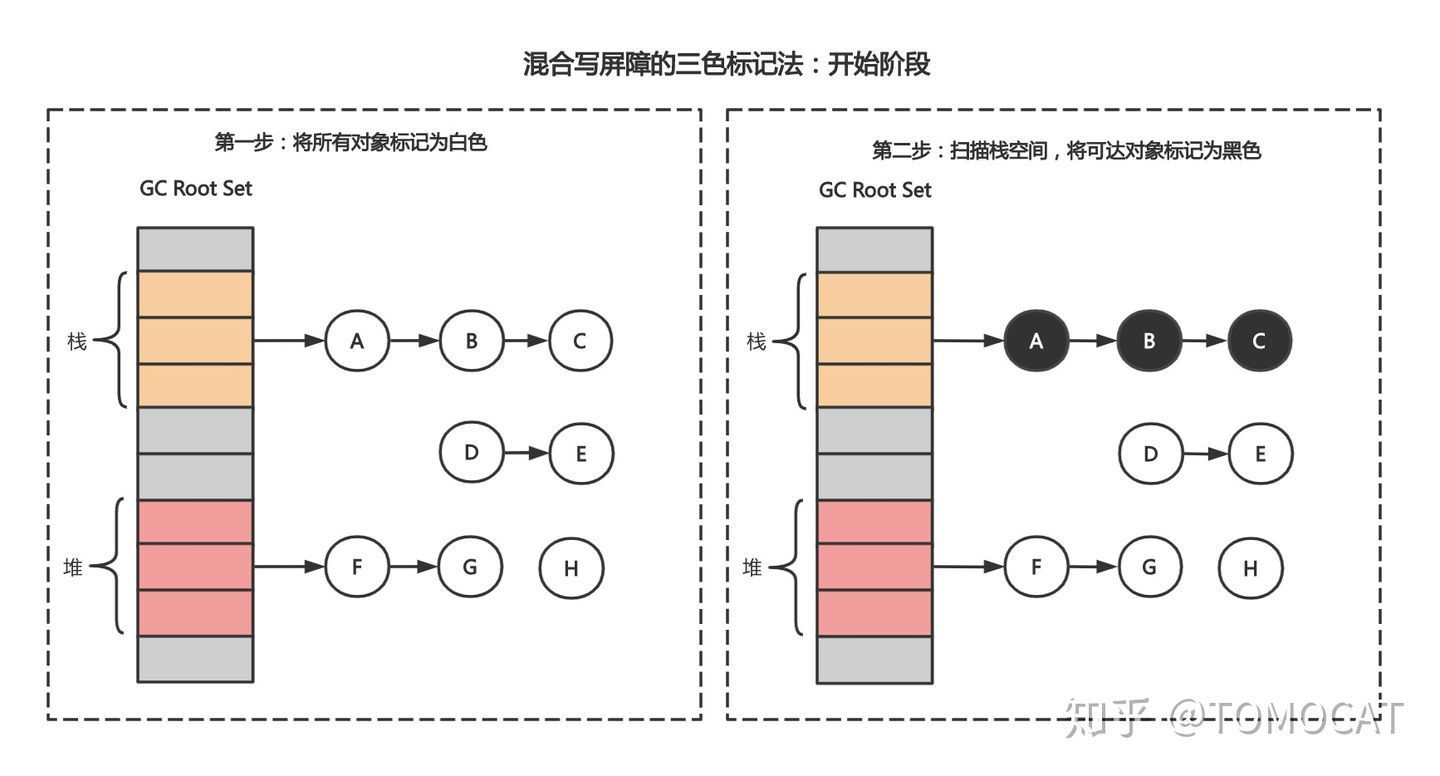 混合写屏障的三色标记法：开始阶段
第一步：将所有对象标记为白色
GC Root Set
栈
A
B
C
D
E
堆
F
G
H
第二步：扫描栈空间，将可达对象标记为黑色
GC Root Set
栈
A
B
C
D
E
堆
F
G
H
知乎 @TOMOCAT